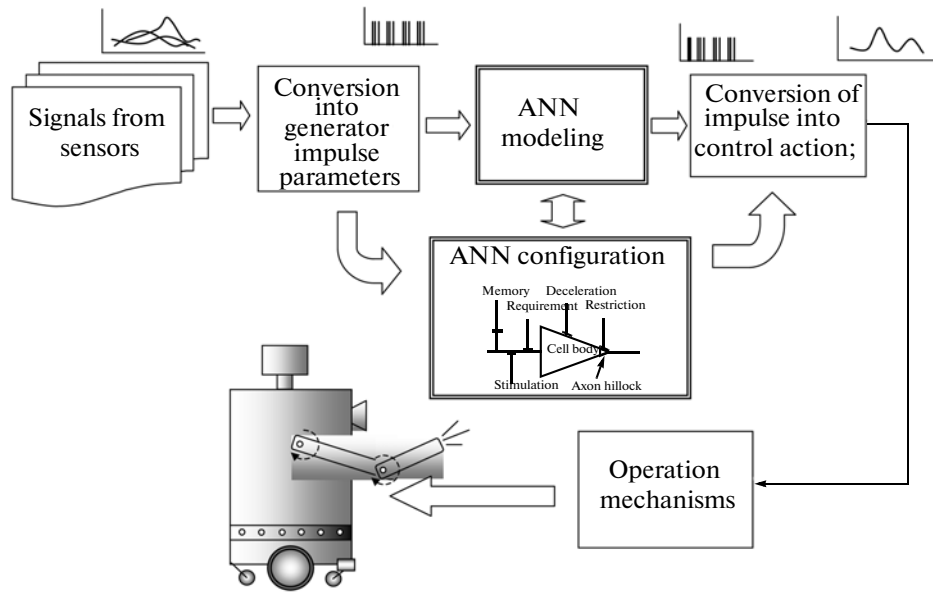 Signals from
sensors
Conversion
into
generator
impulse
parameters
ANN
modeling
Conversion of
impulse into
control action;
ANN configuration
Memory
Deceleration
Requirement
Restriction
Cell body
Stimulation
Axon hillock
Operation
mechanisms